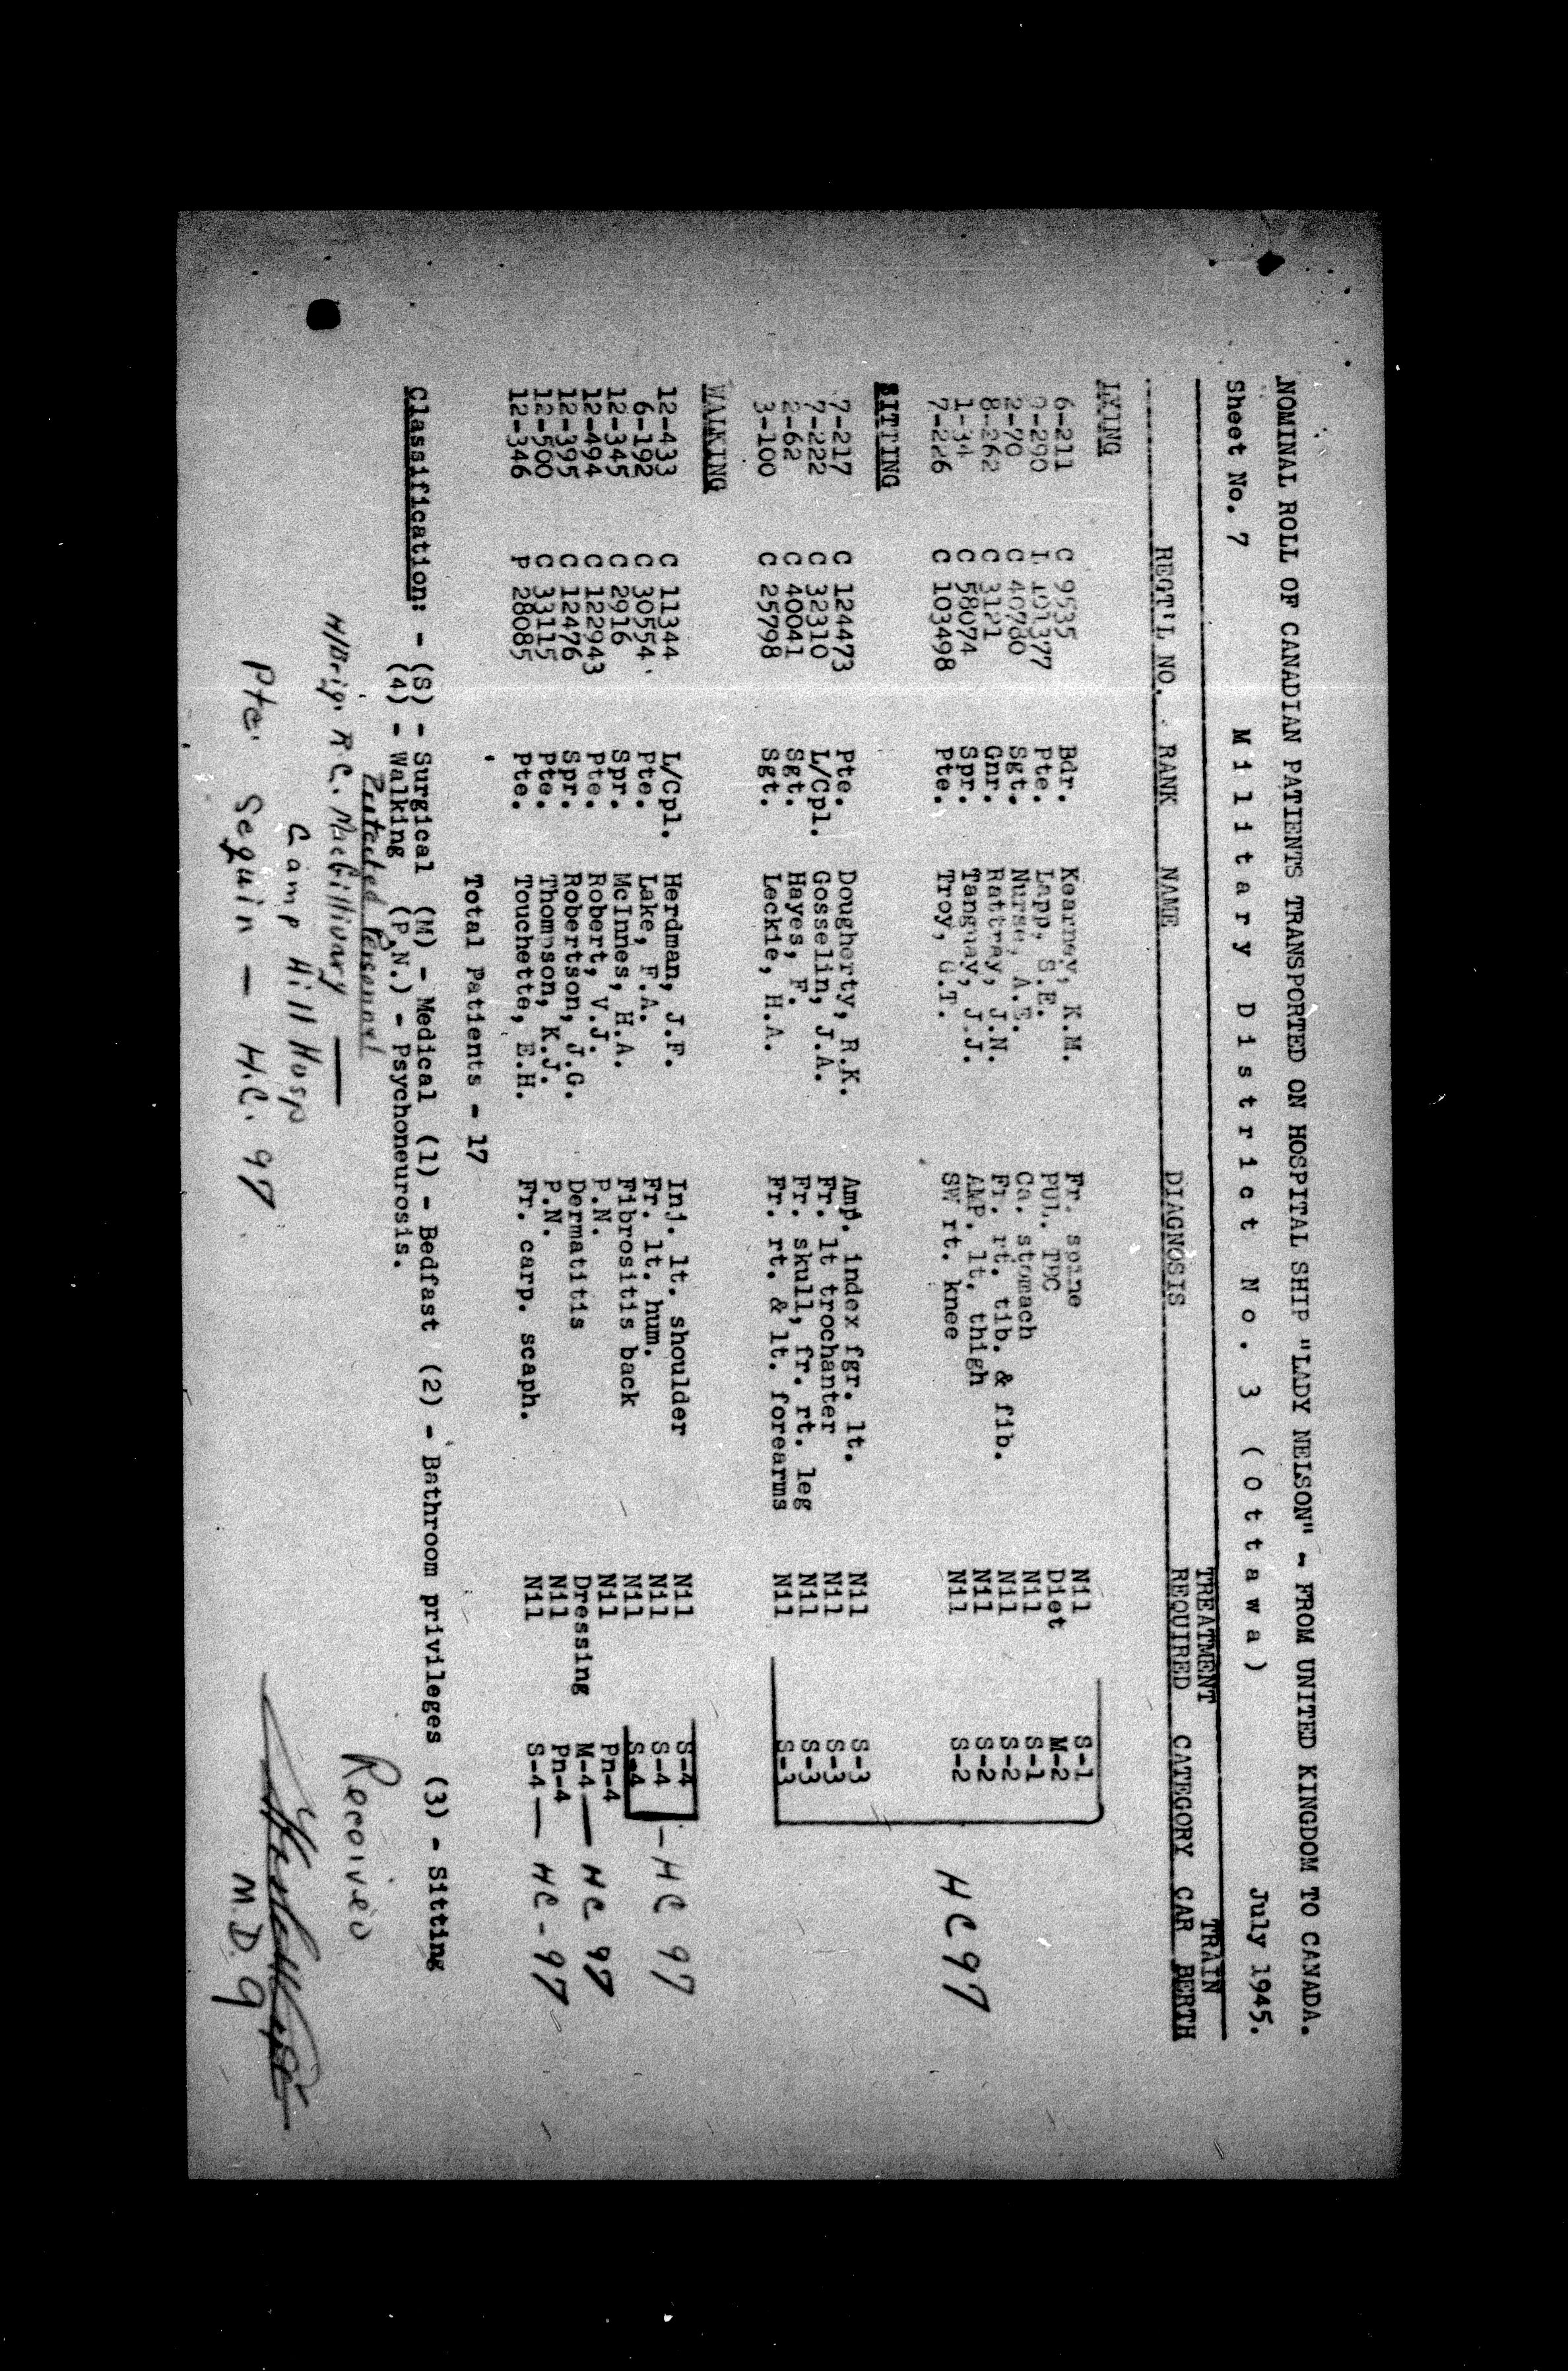 NOMINAL ROLL OF CANADIAN PATIENTS TRANSPORTED ON HOSPITAL SHIP "LADY NELSON" - FROM UNITED KINGDOM TO CANADA.
Sheet No. 7 Military District No. 3 (Ottawa) July 1945.
TREATMENT TRAIN
REGT'L NO. RANK NAME DIAGNOSIS REQUIRED CATEGORY CAR BERTH
LYING
6-211 C 9535 Bdr. Kearney, K.M. Fr. spine Nil S-1
-290 Pte. Lapp, S.E. PUL. TBC Diet M-2
2-70 C 40780 Sgt. Nurse, A.E. Ca. stomach Nil S-1
8-262 C 3121 Gnr. Rattray, J.N. Fr. rt. tib. & fib. Nil S-2
1-34 C 58074 Spr. Tanguay, J.J. AMP. lt. thigh Nil S-2
7-226 C 103498 Pte. Troy, G.T. SW rt. knee Nil S-2
HC97
SITTING
7-217 C 124473 Pte. Dougherty, R.K. Amp. index fgr. lt. Nil S-3
7-222 C 32310 L/Cpl. Gosselin, J.A. Fr. lt trochanter Nil S-3
2-62 C 40041 Sgt. Hayes, F. Fr. skull, fr. rt. leg Nil S-3
3-100 C 25798 Sgt. Leckie, H.A. Fr. rt. & lt. forearms Nil S-3
WALKING
12-433 C 11344 L/Cpl. Herdman, J.F. Inj. lt. shoulder Nil S-4
6-192 C 30554 Pte. Lake, F.A. Fr. lt. hum. Nil S-4 - HC 97
12-345 C 2916 Spr. McInnes, H.A. Fibrositis back Nil S-4
12-494 C 122943 Pte. Robert, V.J. P.N. Nil Pn-4
12-395 C 12476 Spr. Robertson, J.G. Dermatitis Dressing M-4 — HC 97
12-500 C 33115 Pte. Thompson, K.J. P.N. Nil Pn-4
12-346 P 28085 Pte. Touchette, E.H. Fr. carp. scaph. Nil S-4 — HC-97
Total Patients - 17
Classification: - (S) - Surgical (M) - Medical (1) - Bedfast (2) - Bathroom privileges (3) - Sitting
(4) - Walking (P.N.) - Psychoneurosis.
Personnel
H/Brig. R C. MacGillivary —
Camp Hill Hosp
Pte. Seguin — H.C. 97
Received
M.D. 9